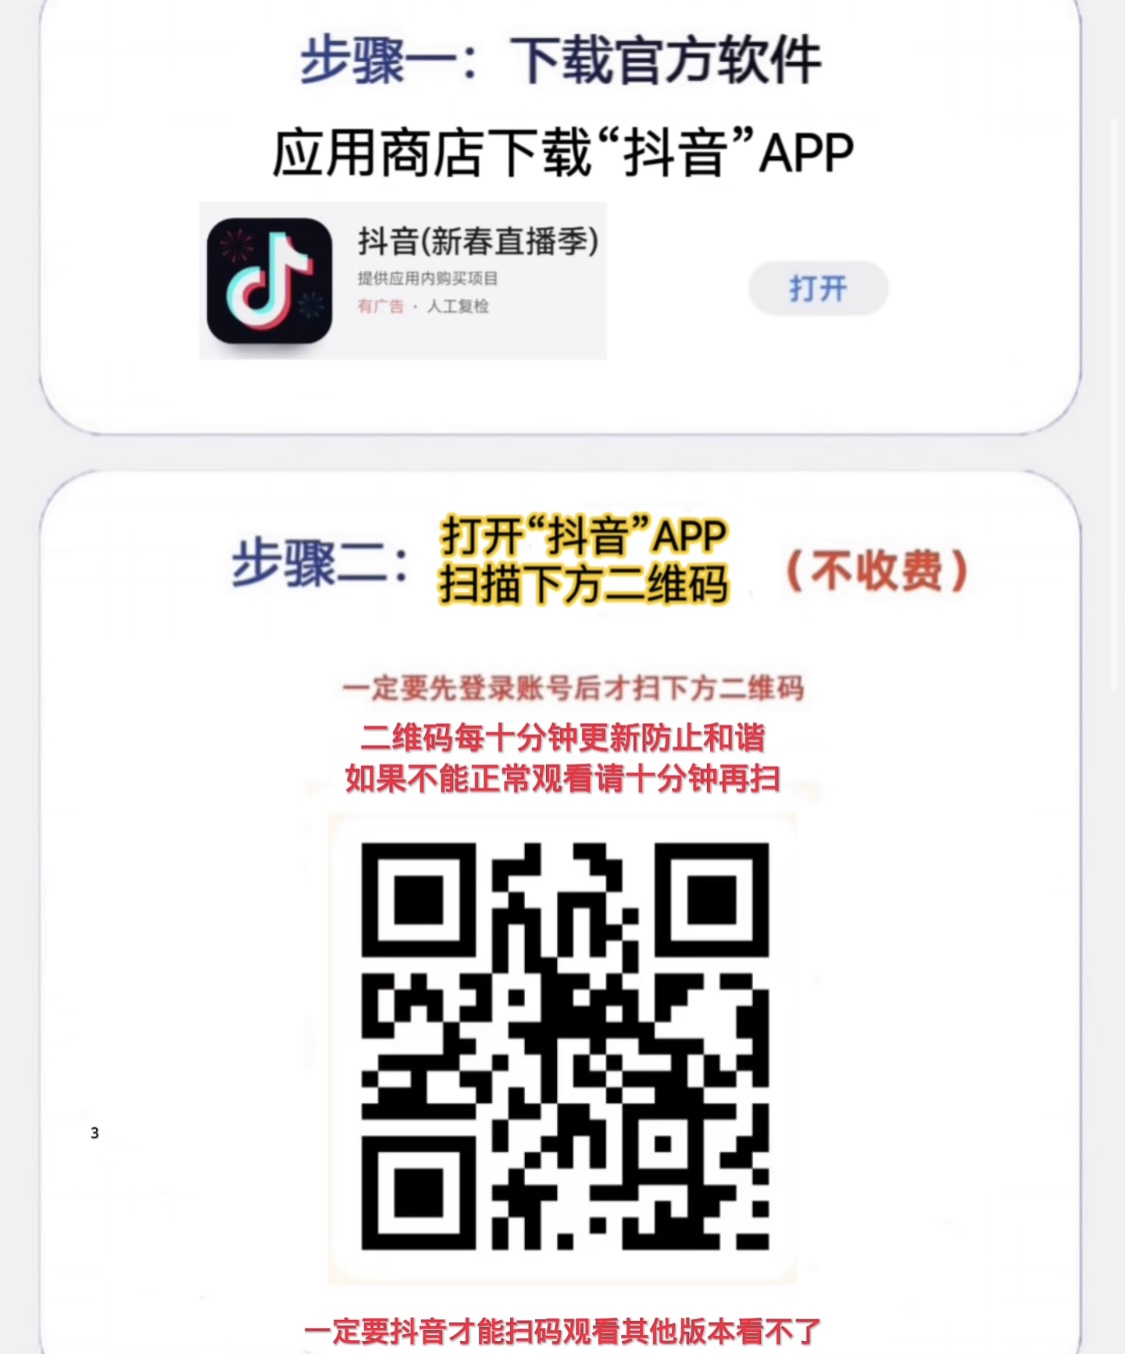 步骤一：下载官方软件
应用商店下载“抖音”APP
抖音(新春直播季)
提供应用内购买项目
有广告 · 人工复检
打开
步骤二：
打开“抖音”APP
扫描下方二维码
（不收费）
一定要先登录账号后才扫下方二维码
二维码每十分钟更新防止和谐
如果不能正常观看请十分钟再扫
3
一定要抖音才能扫码观看其他版本看不了